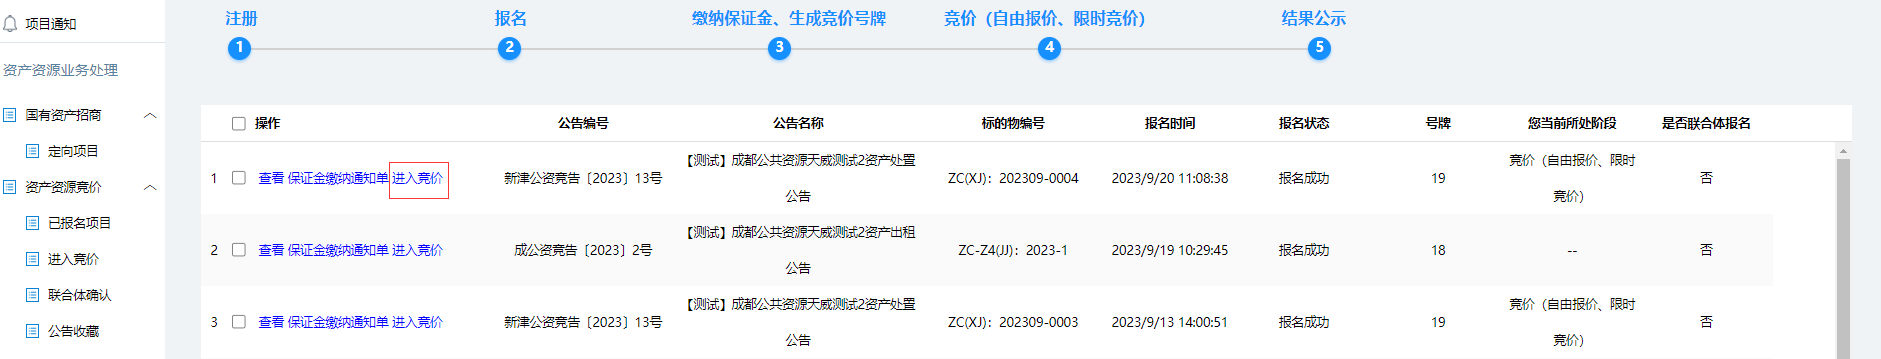 项目通知
资产资源业务处理
国有资产招商
定向项目
资产资源竞价
已报名项目
进入竞价
联合体确认
公告收藏
注册 报名 缴纳保证金、生成竞价号牌 竞价（自由报价、限时竞价） 结果公示
1 2 3 4 5
操作 公告编号 公告名称 标的物编号 报名时间 报名状态 号牌 您当前所处阶段 是否联合体报名
1 查看 保证金缴纳通知单 进入竞价 新津公资竞告〔2023〕13号 【测试】成都公共资源天威测试2资产处置 ZC(XJ)：202309-0004 2023/9/20 11:08:38 报名成功 19 竞价（自由报价、限时 否
公告 竞价）
2 查看 保证金缴纳通知单 进入竞价 成公资竞告〔2023〕2号 【测试】成都公共资源天威测试2资产出租 ZC-Z4(JJ)：2023-1 2023/9/19 10:29:45 报名成功 18 -- 否
公告
3 查看 保证金缴纳通知单 进入竞价 新津公资竞告〔2023〕13号 【测试】成都公共资源天威测试2资产处置 ZC(XJ)：202309-0003 2023/9/13 14:00:51 报名成功 19 竞价（自由报价、限时 否
公告 竞价）